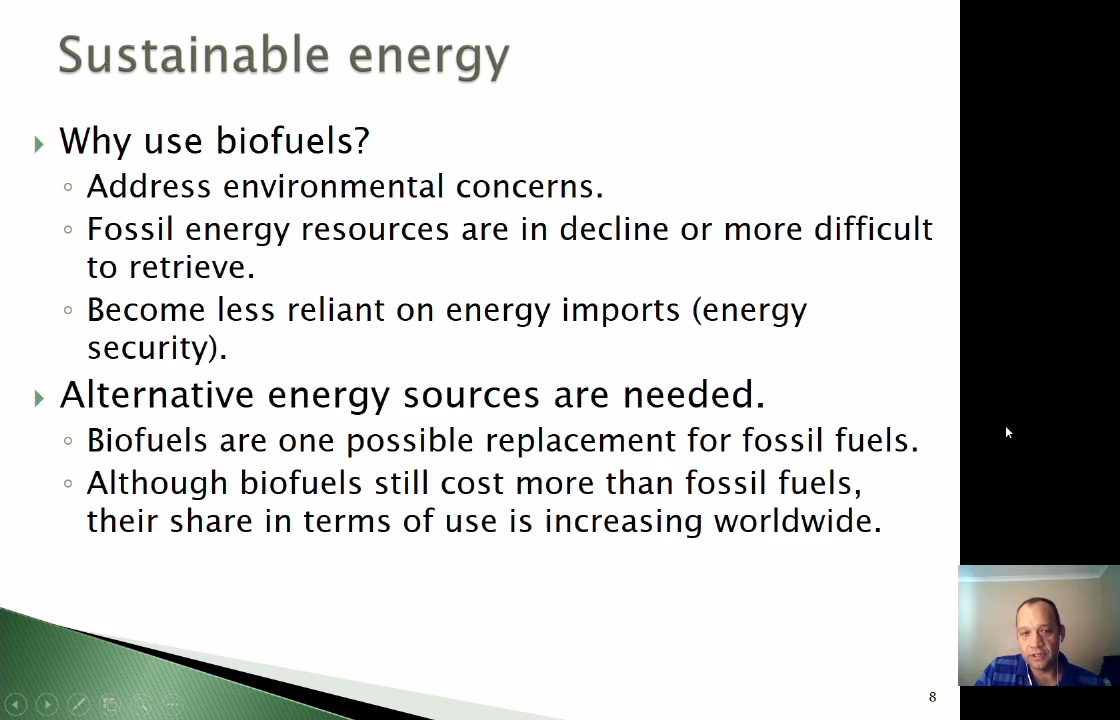 Sustainable energy
Why use biofuels?
Address environmental concerns.
Fossil energy resources are in decline or more difficult
to retrieve.
Become less reliant on energy imports (energy
security).
Alternative energy sources are needed.
Biofuels are one possible replacement for fossil fuels.
Although biofuels still cost more than fossil fuels,
their share in terms of use is increasing worldwide.
8